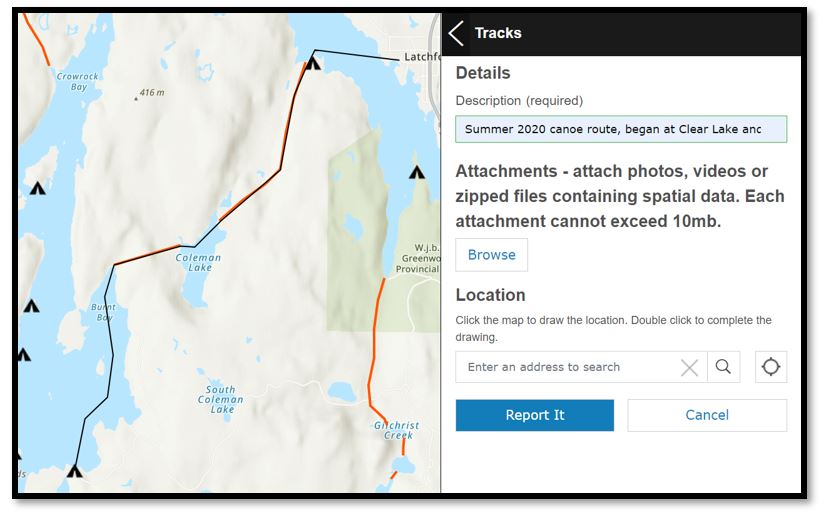 Tracks
Details
Description (required)
Summer 2020 canoe route, began at Clear Lake anc
Attachments - attach photos, videos or
zipped files containing spatial data. Each
attachment cannot exceed 10mb.
Browse
Location
Click the map to draw the location. Double click to complete the
drawing.
Enter an address to search
Report It
Cancel
Latchfo
Crowrock
Bay
416 m
W.j.b.
Greenwo
Provincial
Coleman
Lake
Burnt
Bay
South
Coleman
Lake
Gilchrist
Creek
ds